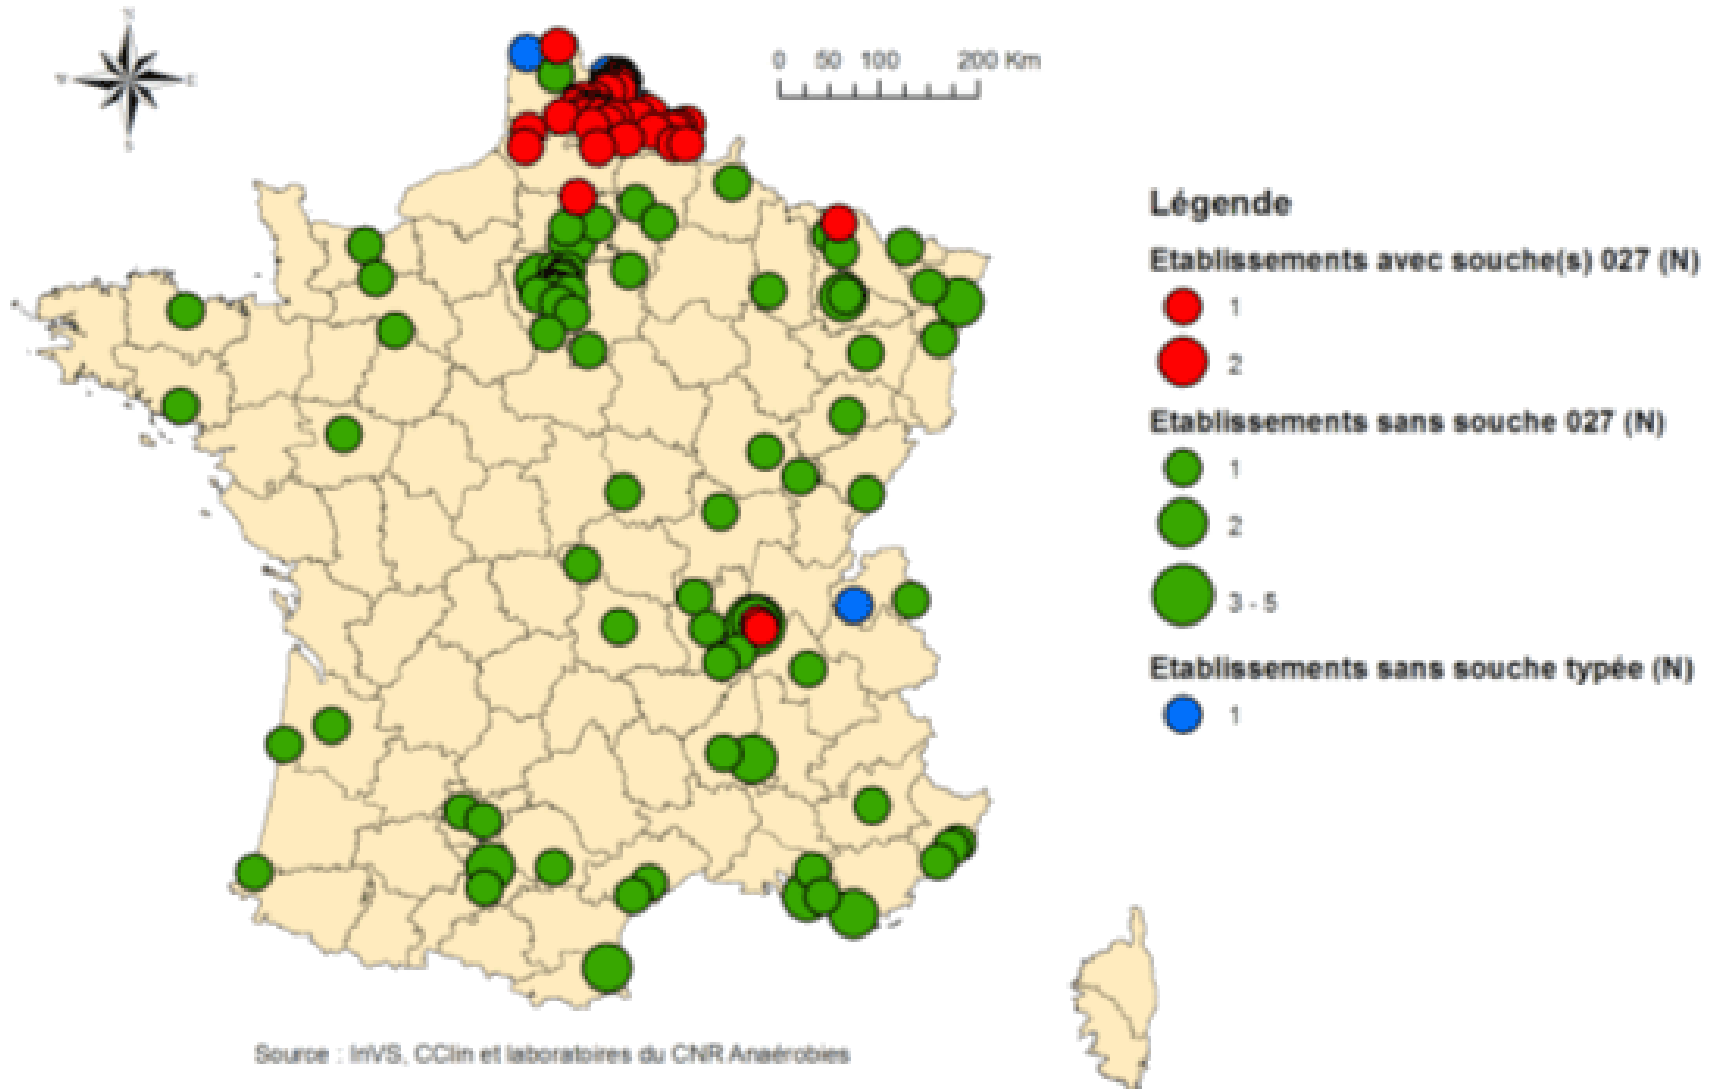 N
E
S
0 50 100 200 Km
Légende
Etablissements avec souche(s) 027 (N)
1
2
Etablissements sans souche 027 (N)
1
2
3 - 5
Etablissements sans souche typée (N)
1
Source : InVS, CClin et laboratoires du CNR Anaérobies